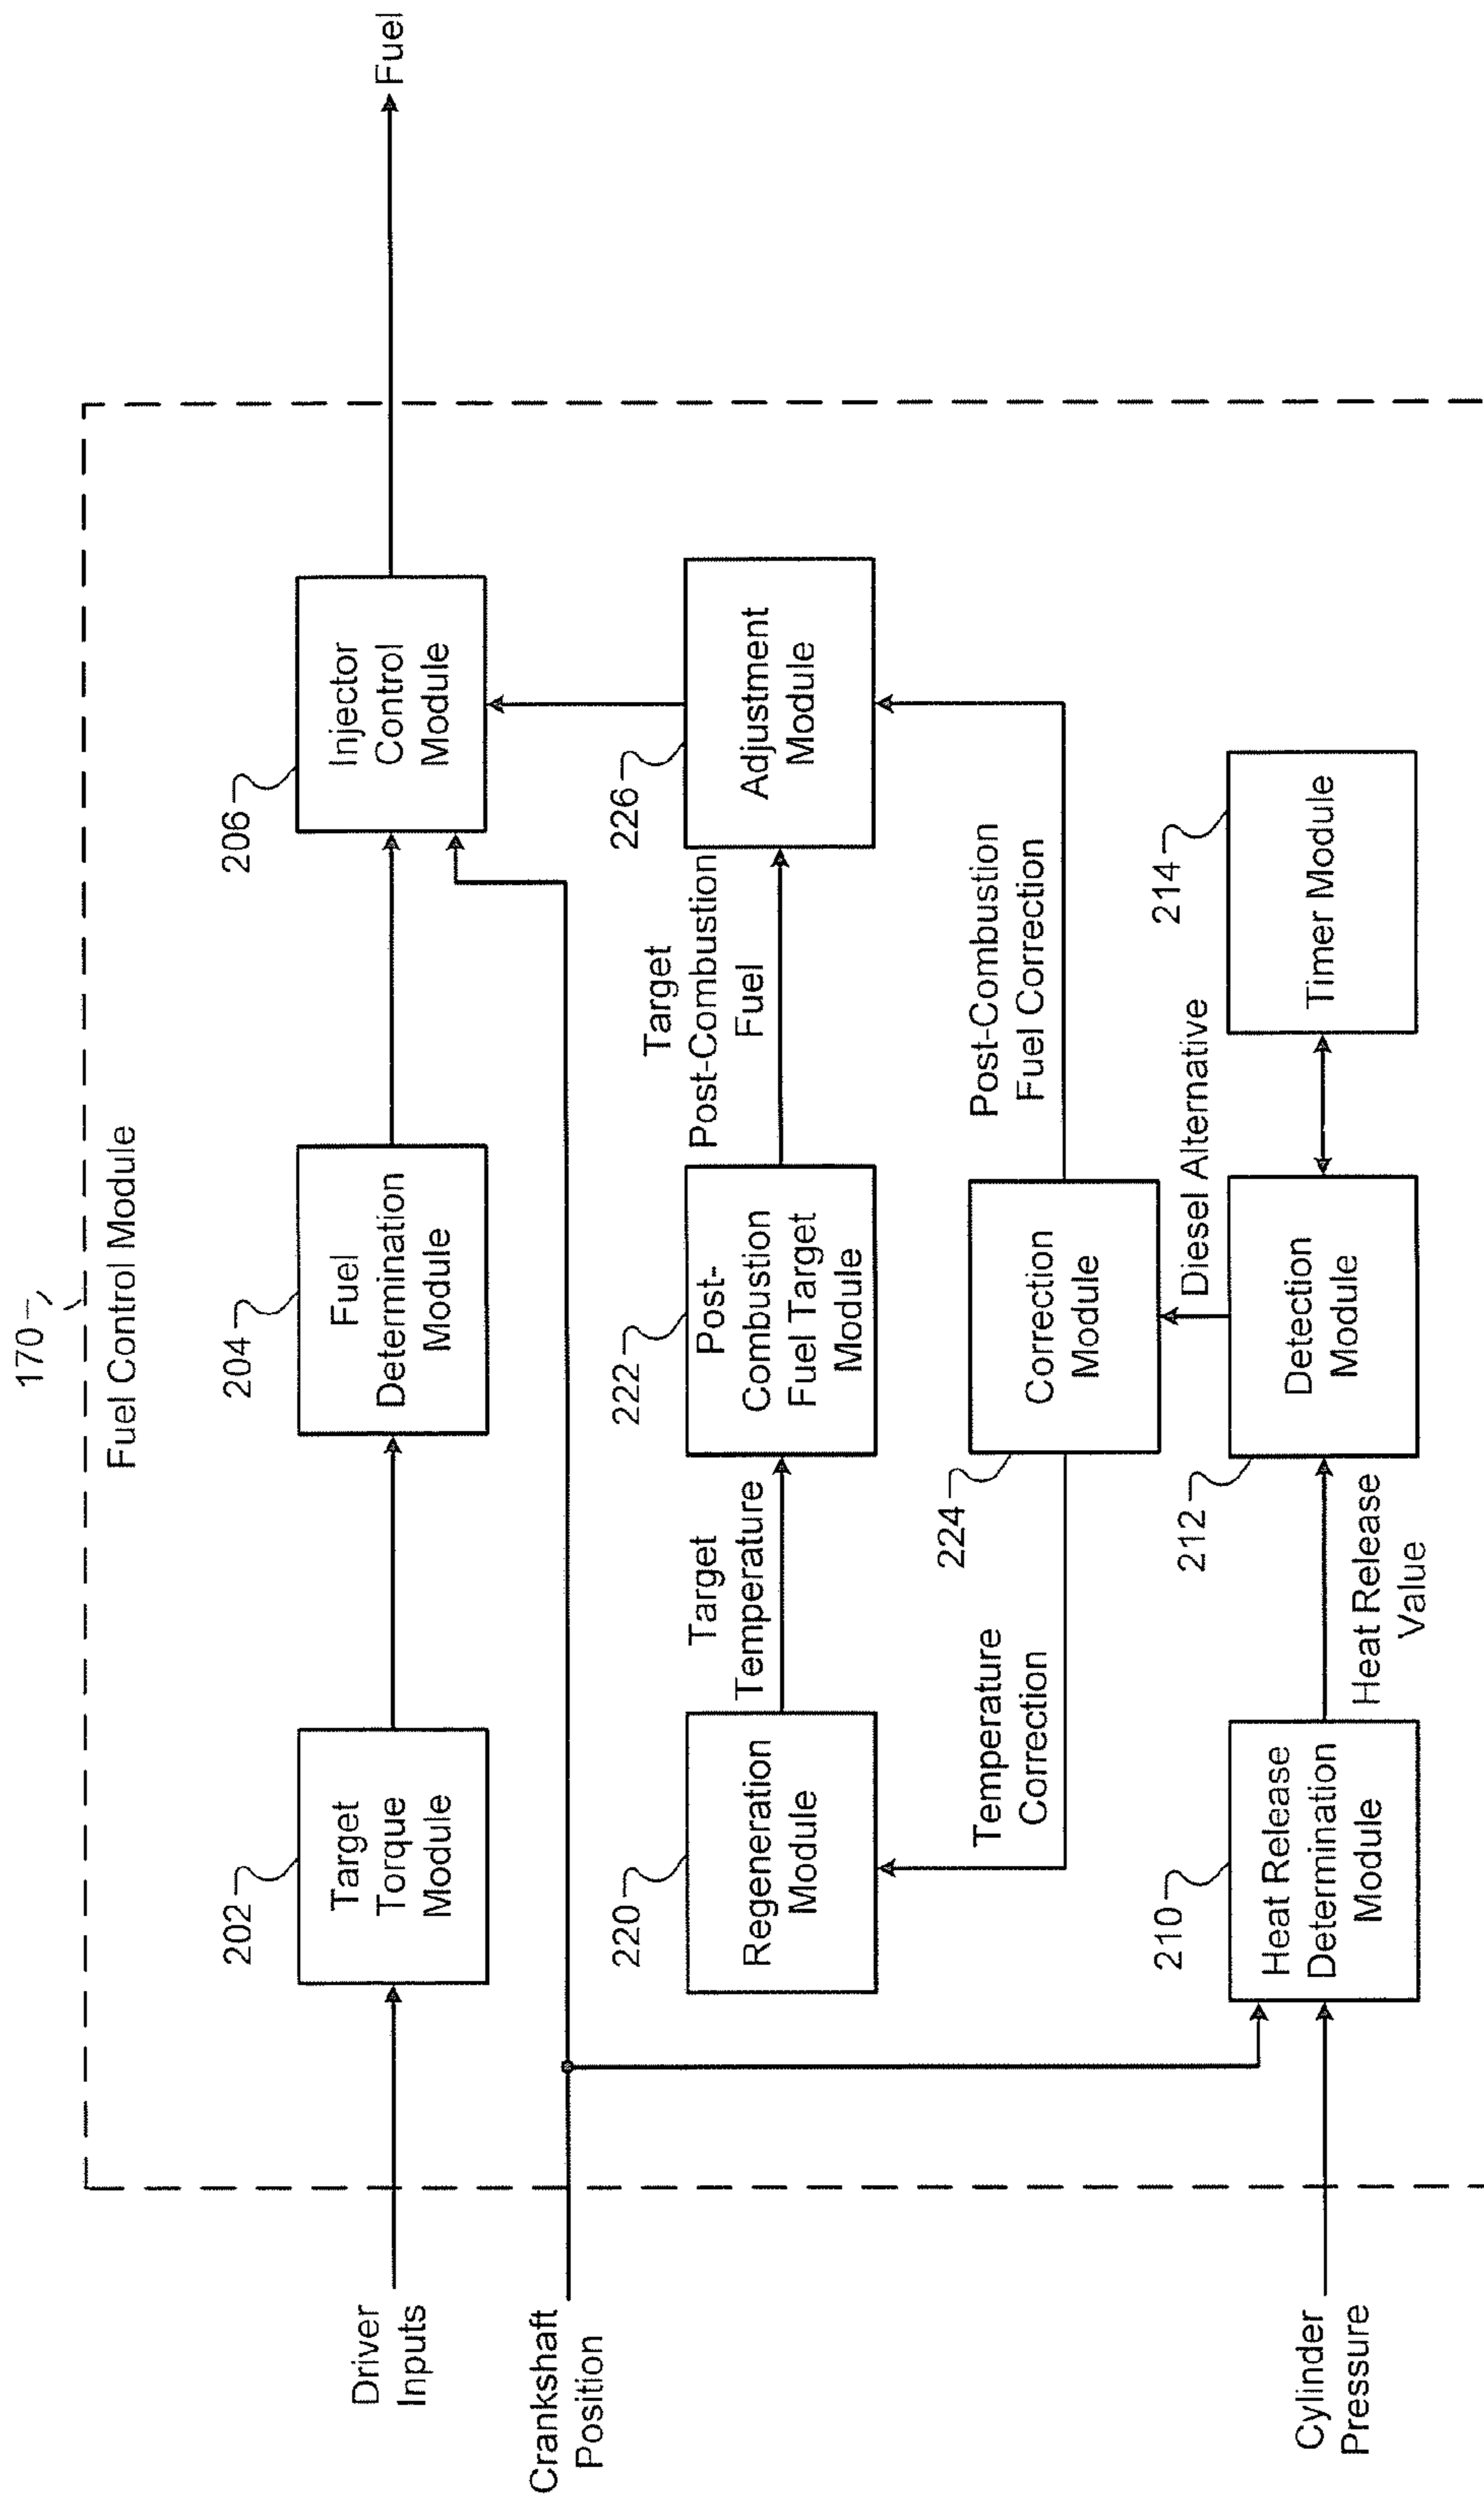 170
Fuel Control Module
Driver
Inputs
202
Target
Torque
Module
204
Fuel
Determination
Module
206
Injector
Control
Module
Fuel
Crankshaft
Position
220
Regeneration
Module
Target
Temperature
222
Post-
Combustion
Fuel Target
Module
Target
Post-Combustion
Fuel
226
Adjustment
Module
Temperature
Correction
224
Correction
Module
Post-Combustion
Fuel Correction
Cylinder
Pressure
210
Heat Release
Determination
Module
Heat Release
Value
212
Detection
Module
Diesel Alternative
214
Timer Module